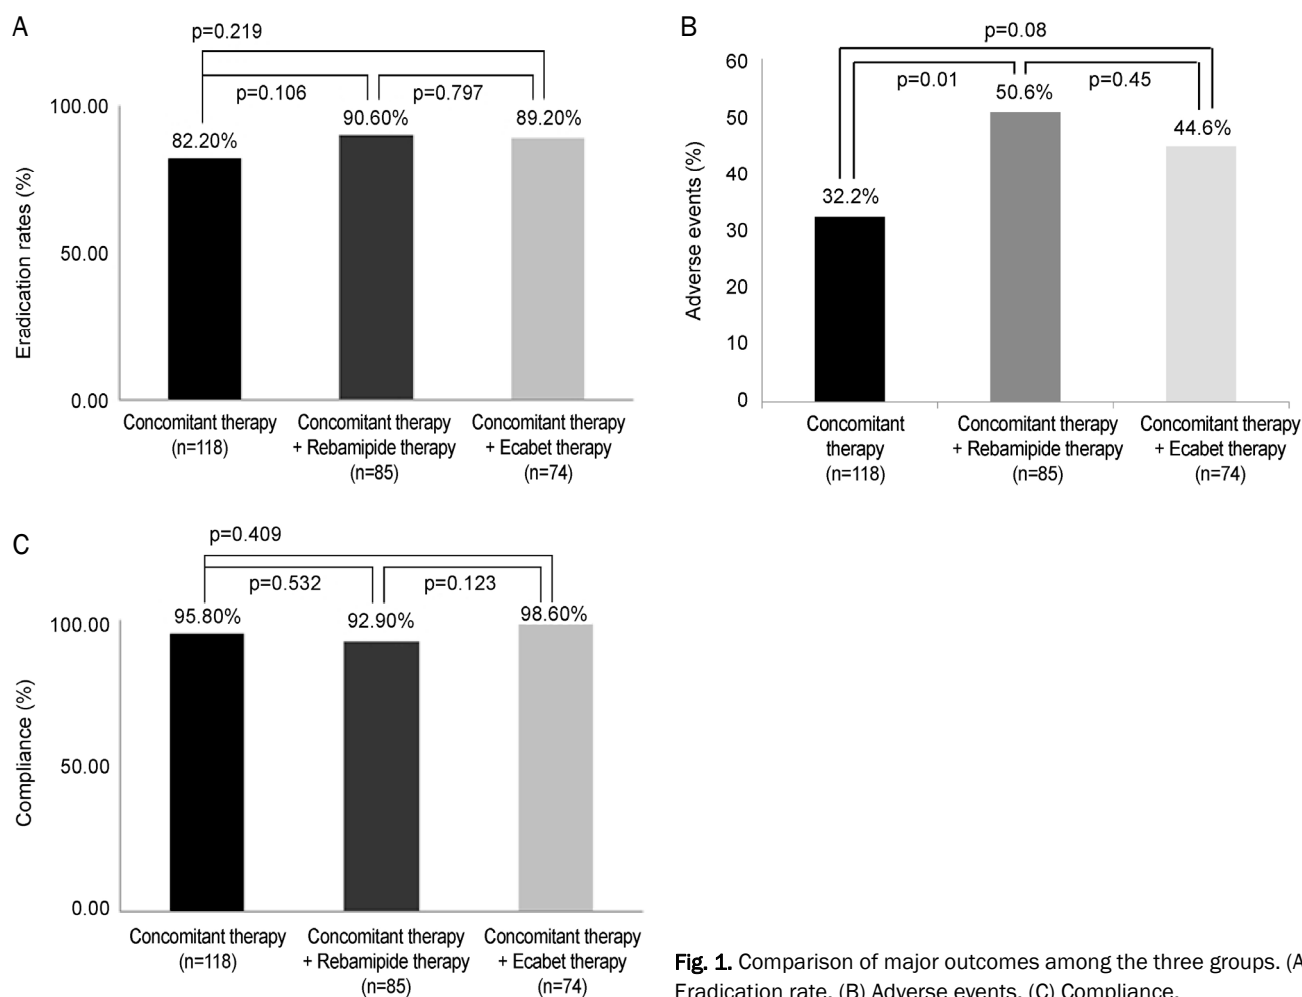 A
p=0.219
p=0.106
p=0.797
100.00
50.00
0.00
Eradication rates (%)
82.20%
90.60%
89.20%
Concomitant therapy
(n=118)
Concomitant therapy
+ Rebamipide therapy
(n=85)
Concomitant therapy
+ Ecabet therapy
(n=74)
B
p=0.08
p=0.01
p=0.45
60
50
40
30
20
10
0
Adverse events (%)
32.2%
50.6%
44.6%
Concomitant
therapy
(n=118)
Concomitant therapy
+ Rebamipide therapy
(n=85)
Concomitant therapy
+ Ecabet therapy
(n=74)
C
p=0.409
p=0.532
p=0.123
100.00
50.00
0.00
Compliance (%)
95.80%
92.90%
98.60%
Concomitant therapy
(n=118)
Concomitant therapy
+ Rebamipide therapy
(n=85)
Concomitant therapy
+ Ecabet therapy
(n=74)
Fig. 1. Comparison of major outcomes among the three groups. (A
Eradication rate. (B) Adverse events. (C) Compliance.